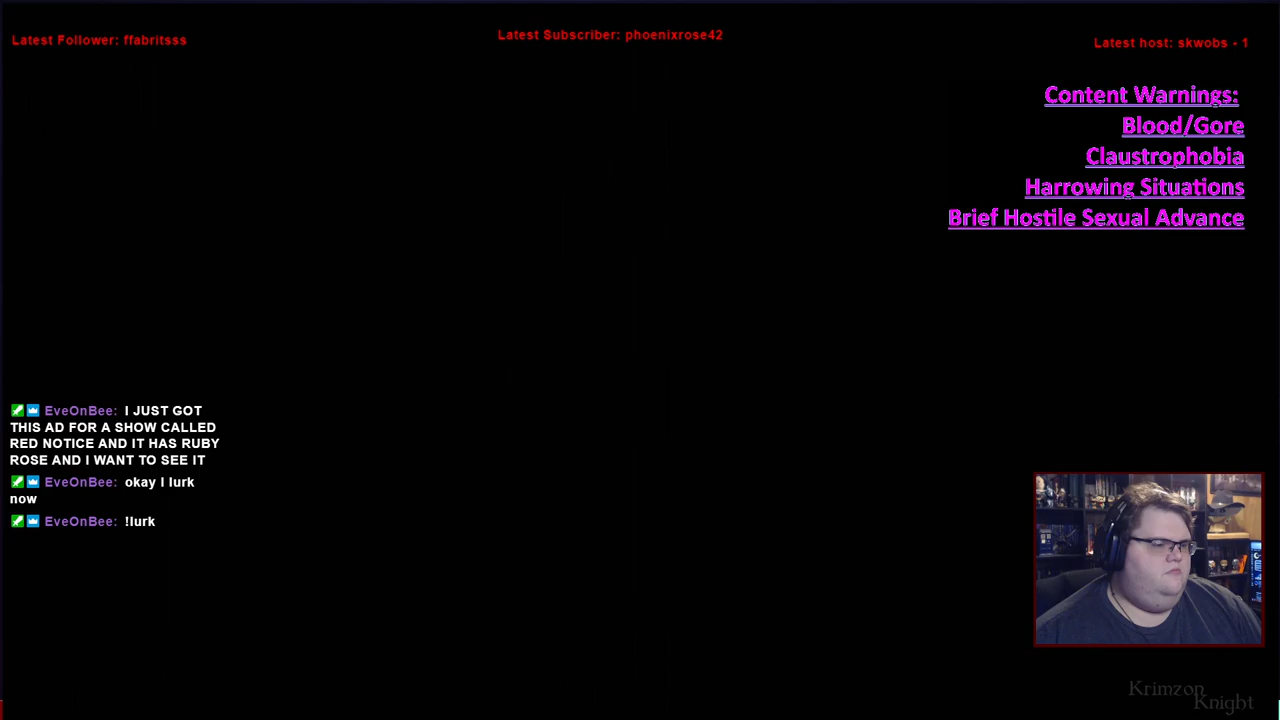 Latest Follower: ffabritsss
Latest Subscriber: phoenixrose42
Latest host: skwobs - 1
Content Warnings:
Blood/Gore
Claustrophobia
Harrowing Situations
Brief Hostile Sexual Advance
EveOnBee: I JUST GOT
THIS AD FOR A SHOW CALLED
RED NOTICE AND IT HAS RUBY
ROSE AND I WANT TO SEE IT
EveOnBee: okay I lurk
now
EveOnBee: !lurk
Krimzon
Knight